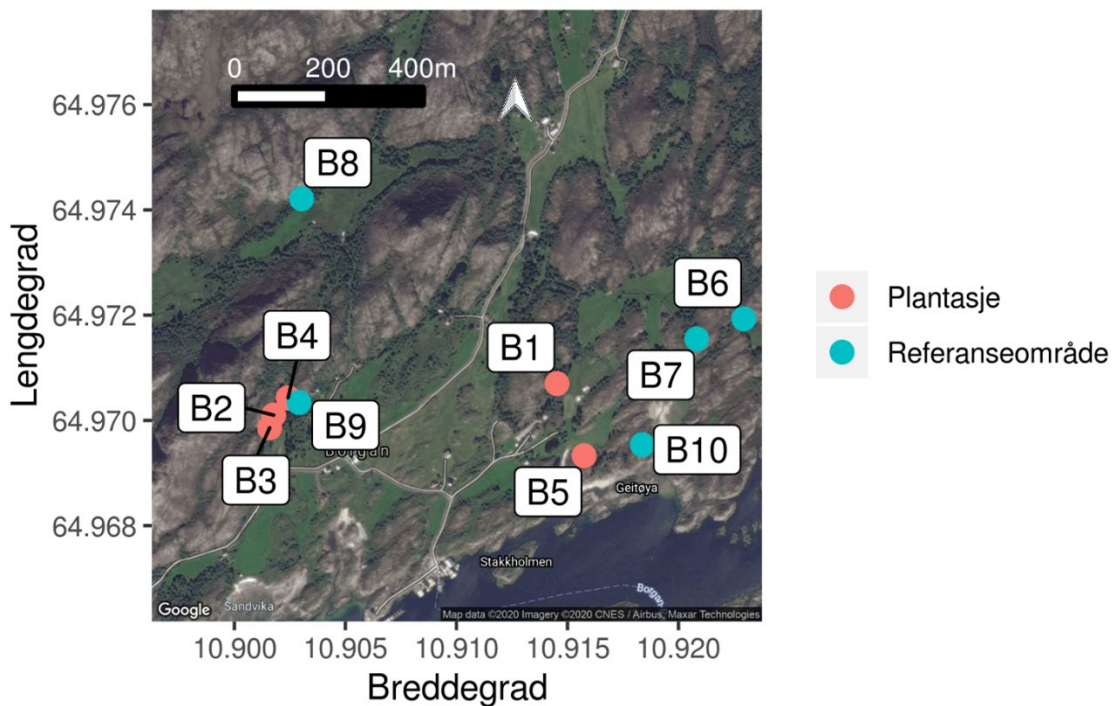 0 200 400m
64.976
B8
64.974
B6
64.972
B4
B1
B7
Lengdegrad
B2
64.970
B9
Borgan
B10
B3
B5
Geitøya
64.968
Stakkholmen
Borgan
Sandvika
Google
Map data ©2020 Imagery ©2020 CNES / Airbus, Maxar Technologies
10.900 10.905 10.910 10.915 10.920
Breddegrad
Plantasje
Referanseområde